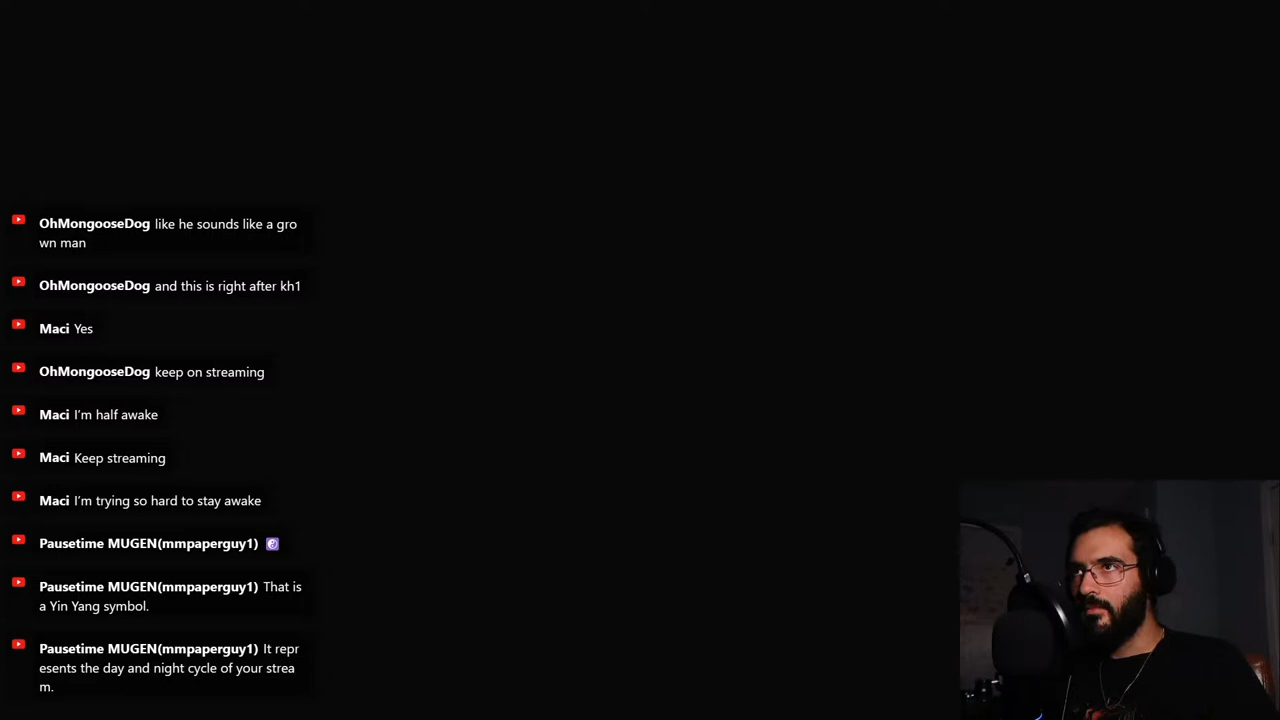 OhMongooseDog like he sounds like a gro
wn man
OhMongooseDog and this is right after kh1
Maci Yes
OhMongooseDog keep on streaming
Maci I'm half awake
Maci Keep streaming
Maci I'm trying so hard to stay awake
Pausetime MUGEN(mmpaperguy1) ☯
Pausetime MUGEN(mmpaperguy1) That is
a Yin Yang symbol.
Pausetime MUGEN(mmpaperguy1) It repr
esents the day and night cycle of your strea
m.